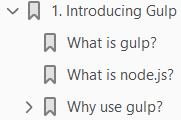 1. Introducing Gulp
What is gulp?
What is node.js?
Why use gulp?